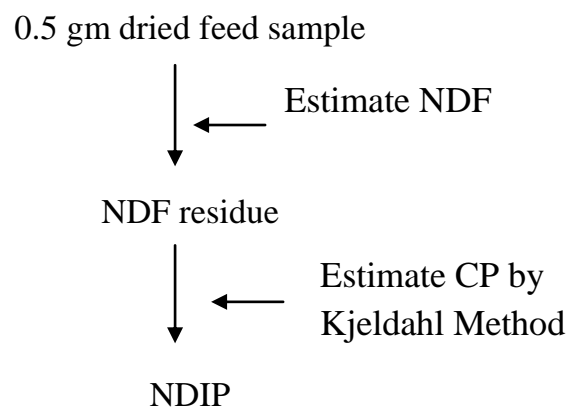 0.5 gm dried feed sample
Estimate NDF
NDF residue
Estimate CP by
Kjeldahl Method
NDIP